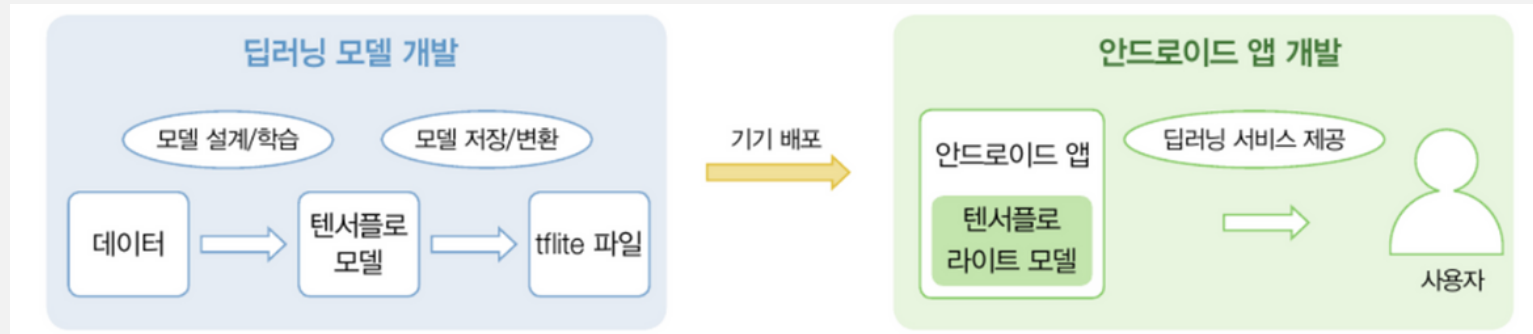 딥러닝 모델 개발
모델 설계/학습
모델 저장/변환
데이터
텐서플로
모델
tflite 파일
기기 배포
안드로이드 앱 개발
안드로이드 앱
텐서플로
라이트 모델
딥러닝 서비스 제공
사용자